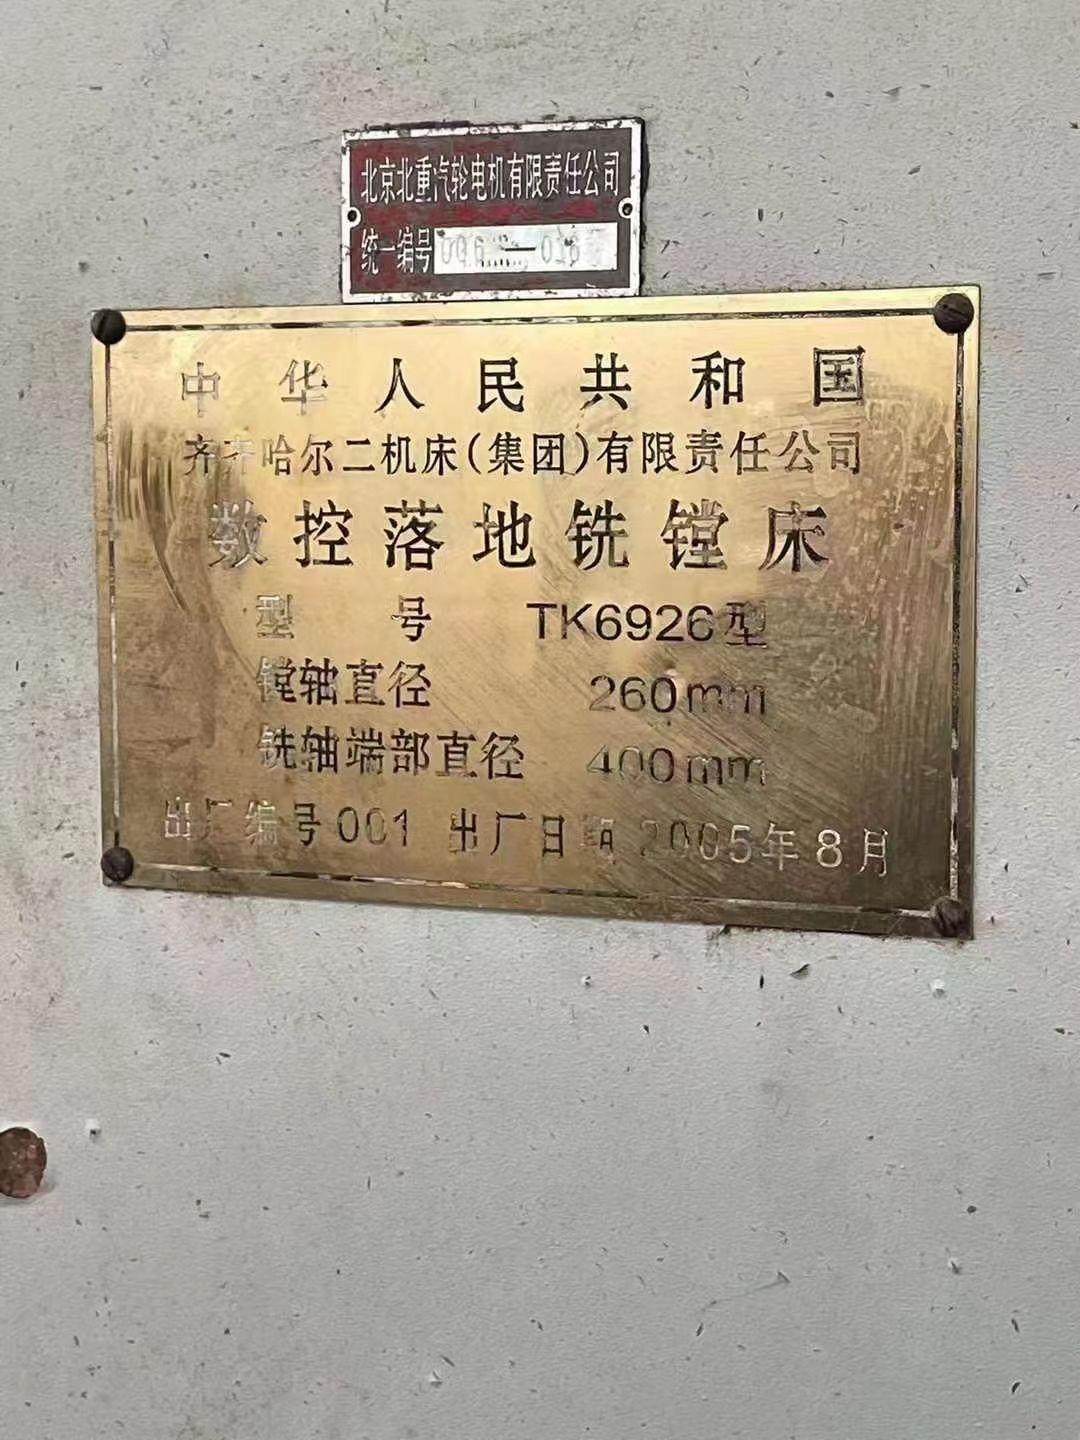 北京北重汽轮电机有限责任公司
统一编号
中华人民共和国
齐齐哈尔二机床(集团)有限责任公司
数控落地铣镗床
型号 TK6926型
镗轴直径 260mm
铣轴端部直径 400mm
出厂编号001 出厂日期 2005年8月